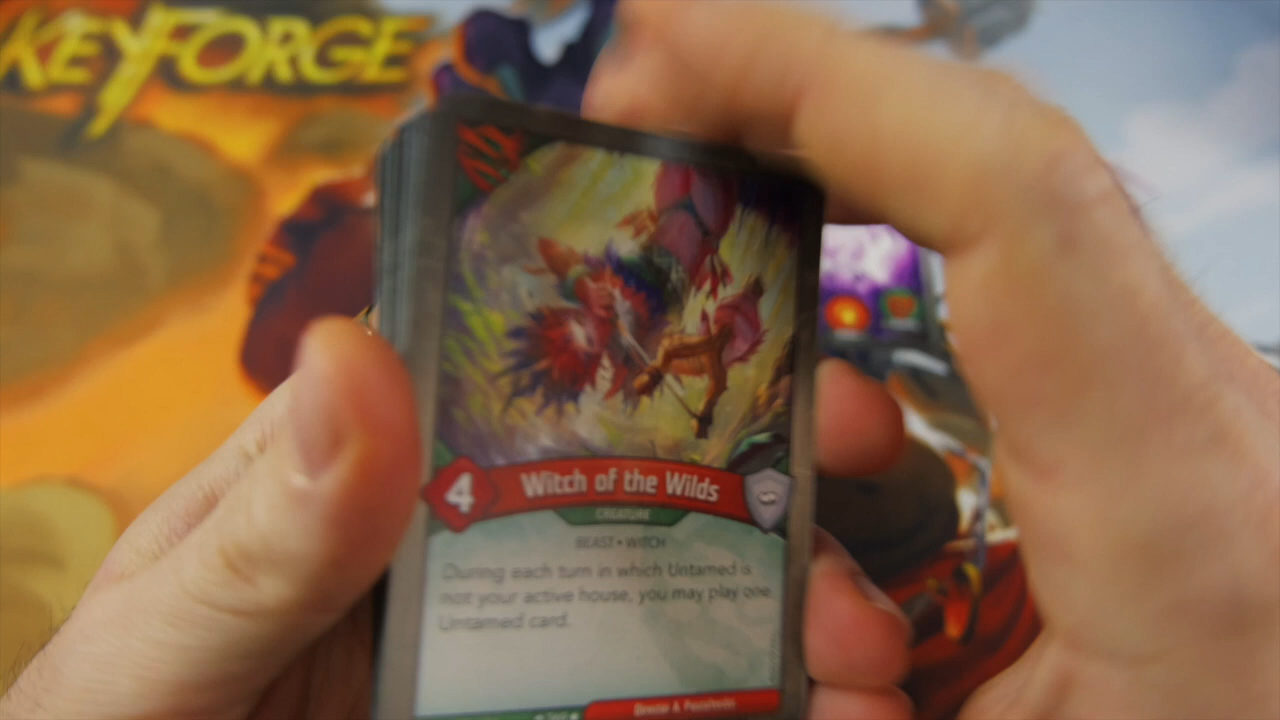 KEYFORGE
4
Witch of the Wilds
CREATURE
BEAST • WITCH
During each turn in which Untamed is
not your active house, you may play one
Untamed card.